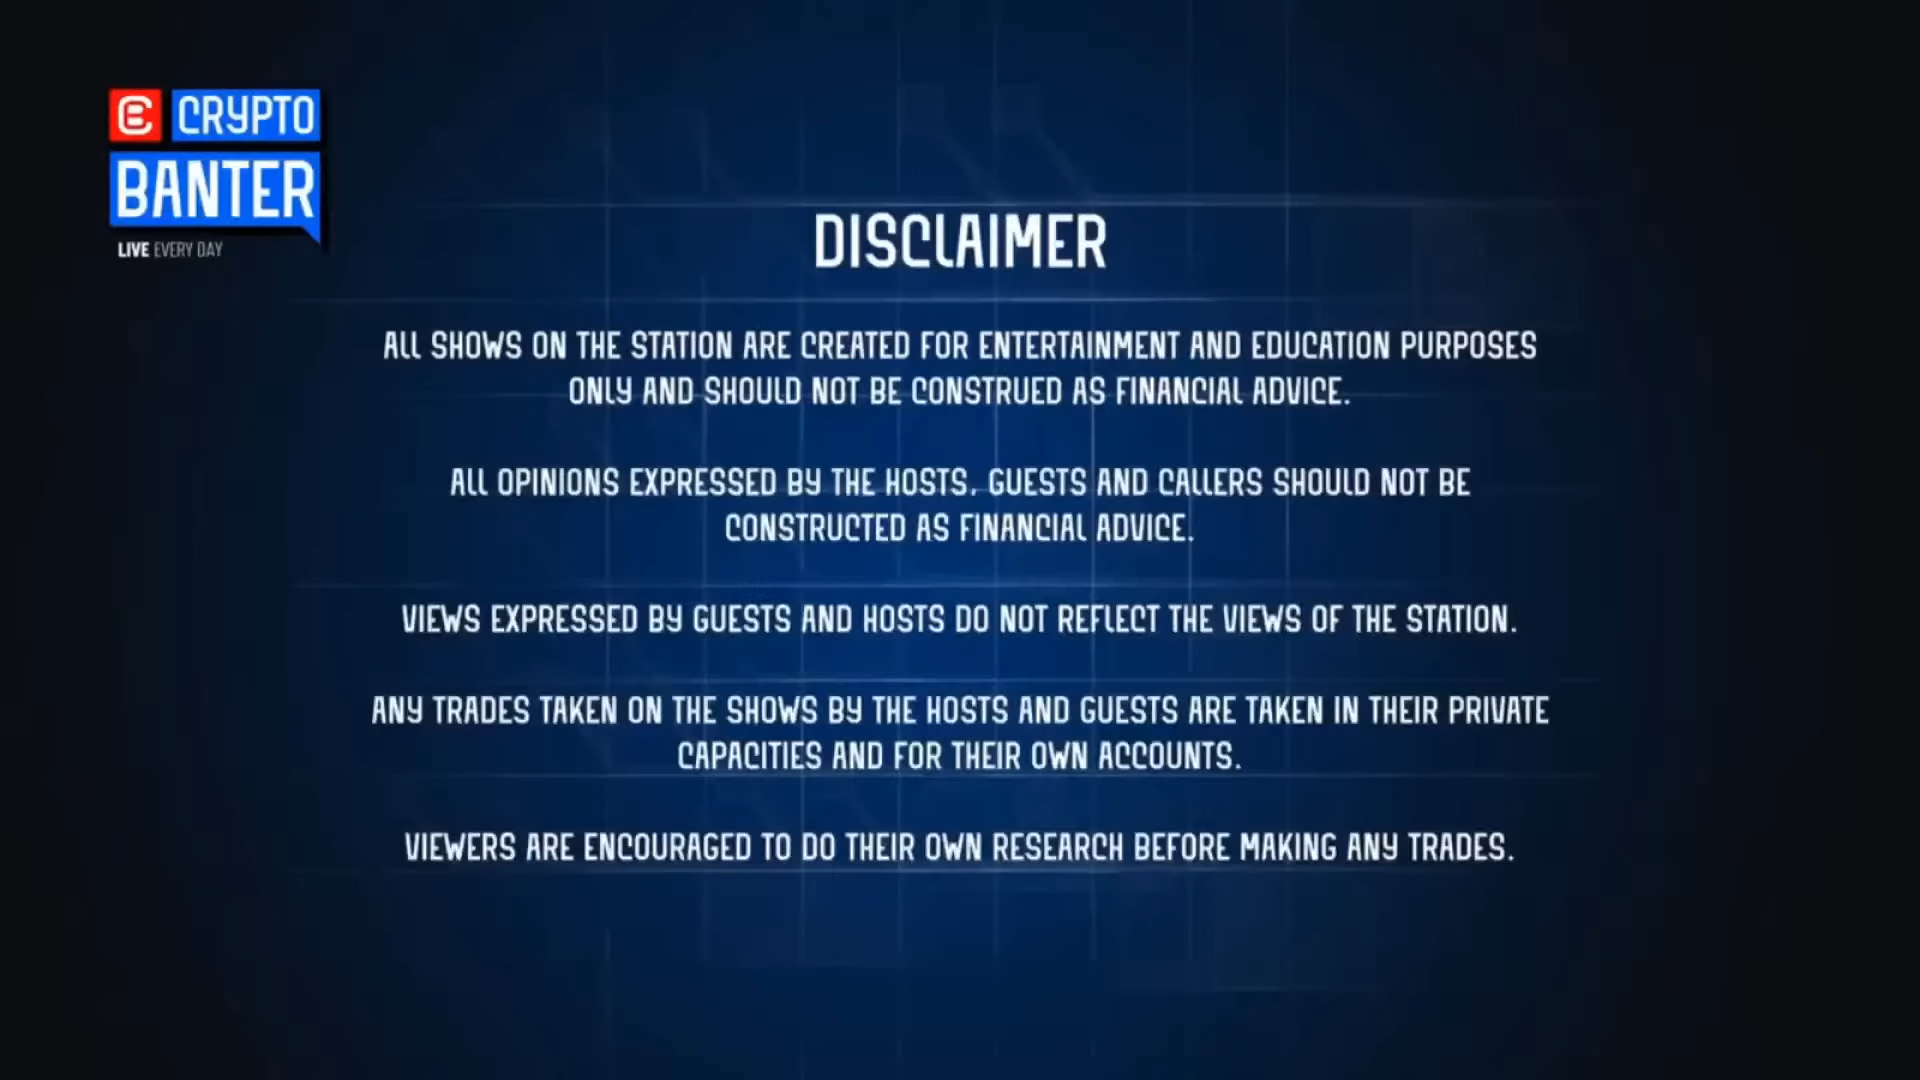 CRYPTO
BANTER
LIVE EVERY DAY
DISCLAIMER
ALL SHOWS ON THE STATION ARE CREATED FOR ENTERTAINMENT AND EDUCATION PURPOSES
ONLY AND SHOULD NOT BE CONSTRUED AS FINANCIAL ADVICE.
ALL OPINIONS EXPRESSED BY THE HOSTS, GUESTS AND CALLERS SHOULD NOT BE
CONSTRUCTED AS FINANCIAL ADVICE.
VIEWS EXPRESSED BY GUESTS AND HOSTS DO NOT REFLECT THE VIEWS OF THE STATION.
ANY TRADES TAKEN ON THE SHOWS BY THE HOSTS AND GUESTS ARE TAKEN IN THEIR PRIVATE
CAPACITIES AND FOR THEIR OWN ACCOUNTS.
VIEWERS ARE ENCOURAGED TO DO THEIR OWN RESEARCH BEFORE MAKING ANY TRADES.